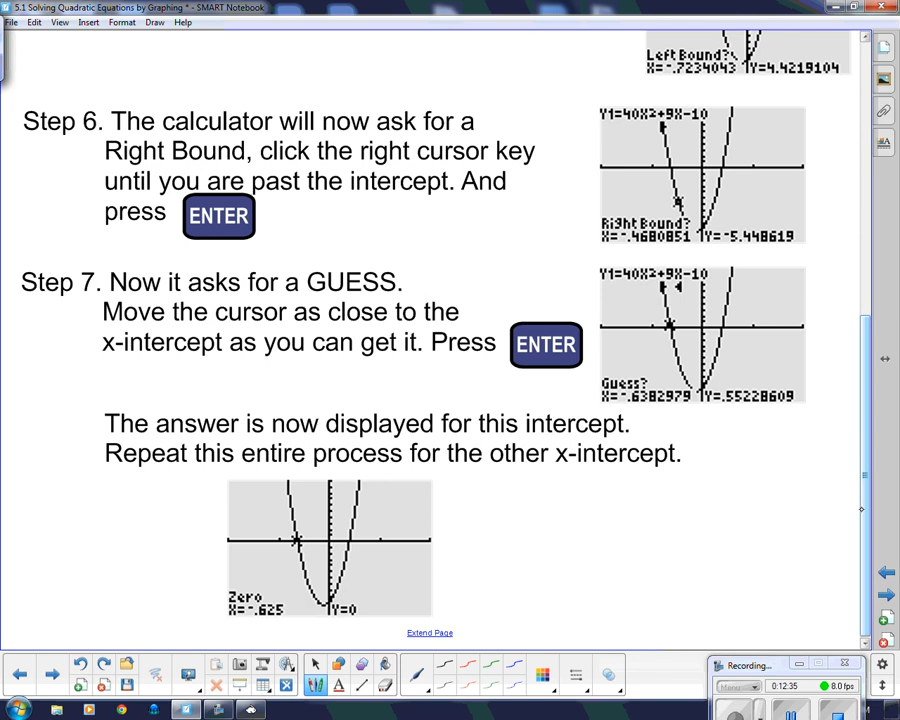 5.1 Solving Quadratic Equations by Graphing * - SMART Notebook
File Edit View Insert Format Draw Help
Left Bound?
X=-.7234043 Y=4.4219104
Step 6. The calculator will now ask for a
Right Bound, click the right cursor key
until you are past the intercept. And
press ENTER
Y1=40X2+9X-10
Right Bound?
X=-.4680851 Y=-5.448619
Step 7. Now it asks for a GUESS.
Move the cursor as close to the
x-intercept as you can get it. Press ENTER
Y1=40X2+9X-10
Guess?
X=-.6382979 Y=.55228609
The answer is now displayed for this intercept.
Repeat this entire process for the other x-intercept.
Zero
X=-.625 Y=0
Extend Page
Recording...
Menu
0:12:35 8.0 fps